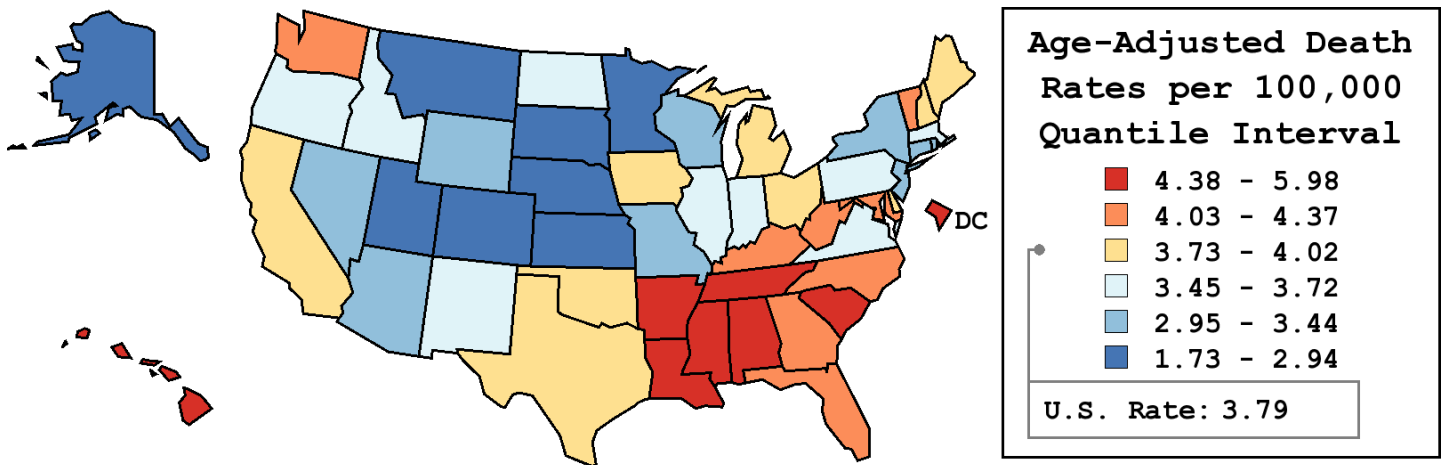 Age-Adjusted Death
Rates per 100,000
Quantile Interval
4.38 - 5.98
4.03 - 4.37
3.73 - 4.02
3.45 - 3.72
2.95 - 3.44
1.73 - 2.94
U.S. Rate: 3.79
DC